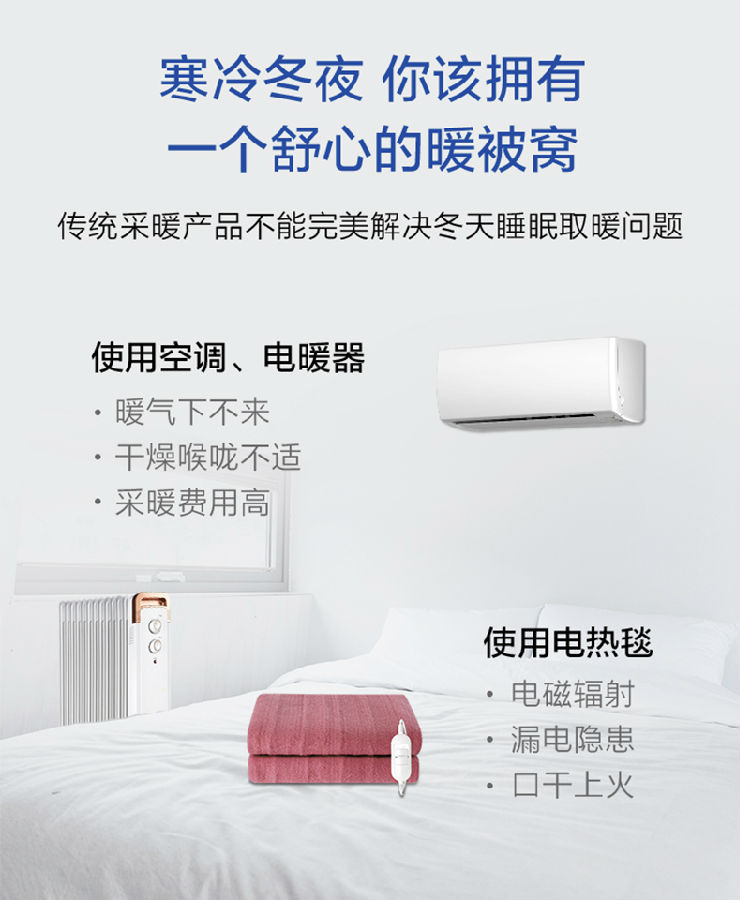 寒冷冬夜 你该拥有
一个舒心的暖被窝
传统采暖产品不能完美解决冬天睡眠取暖问题
使用空调、电暖器
· 暖气下不来
· 干燥喉咙不适
· 采暖费用高
使用电热毯
· 电磁辐射
· 漏电隐患
· 口干上火